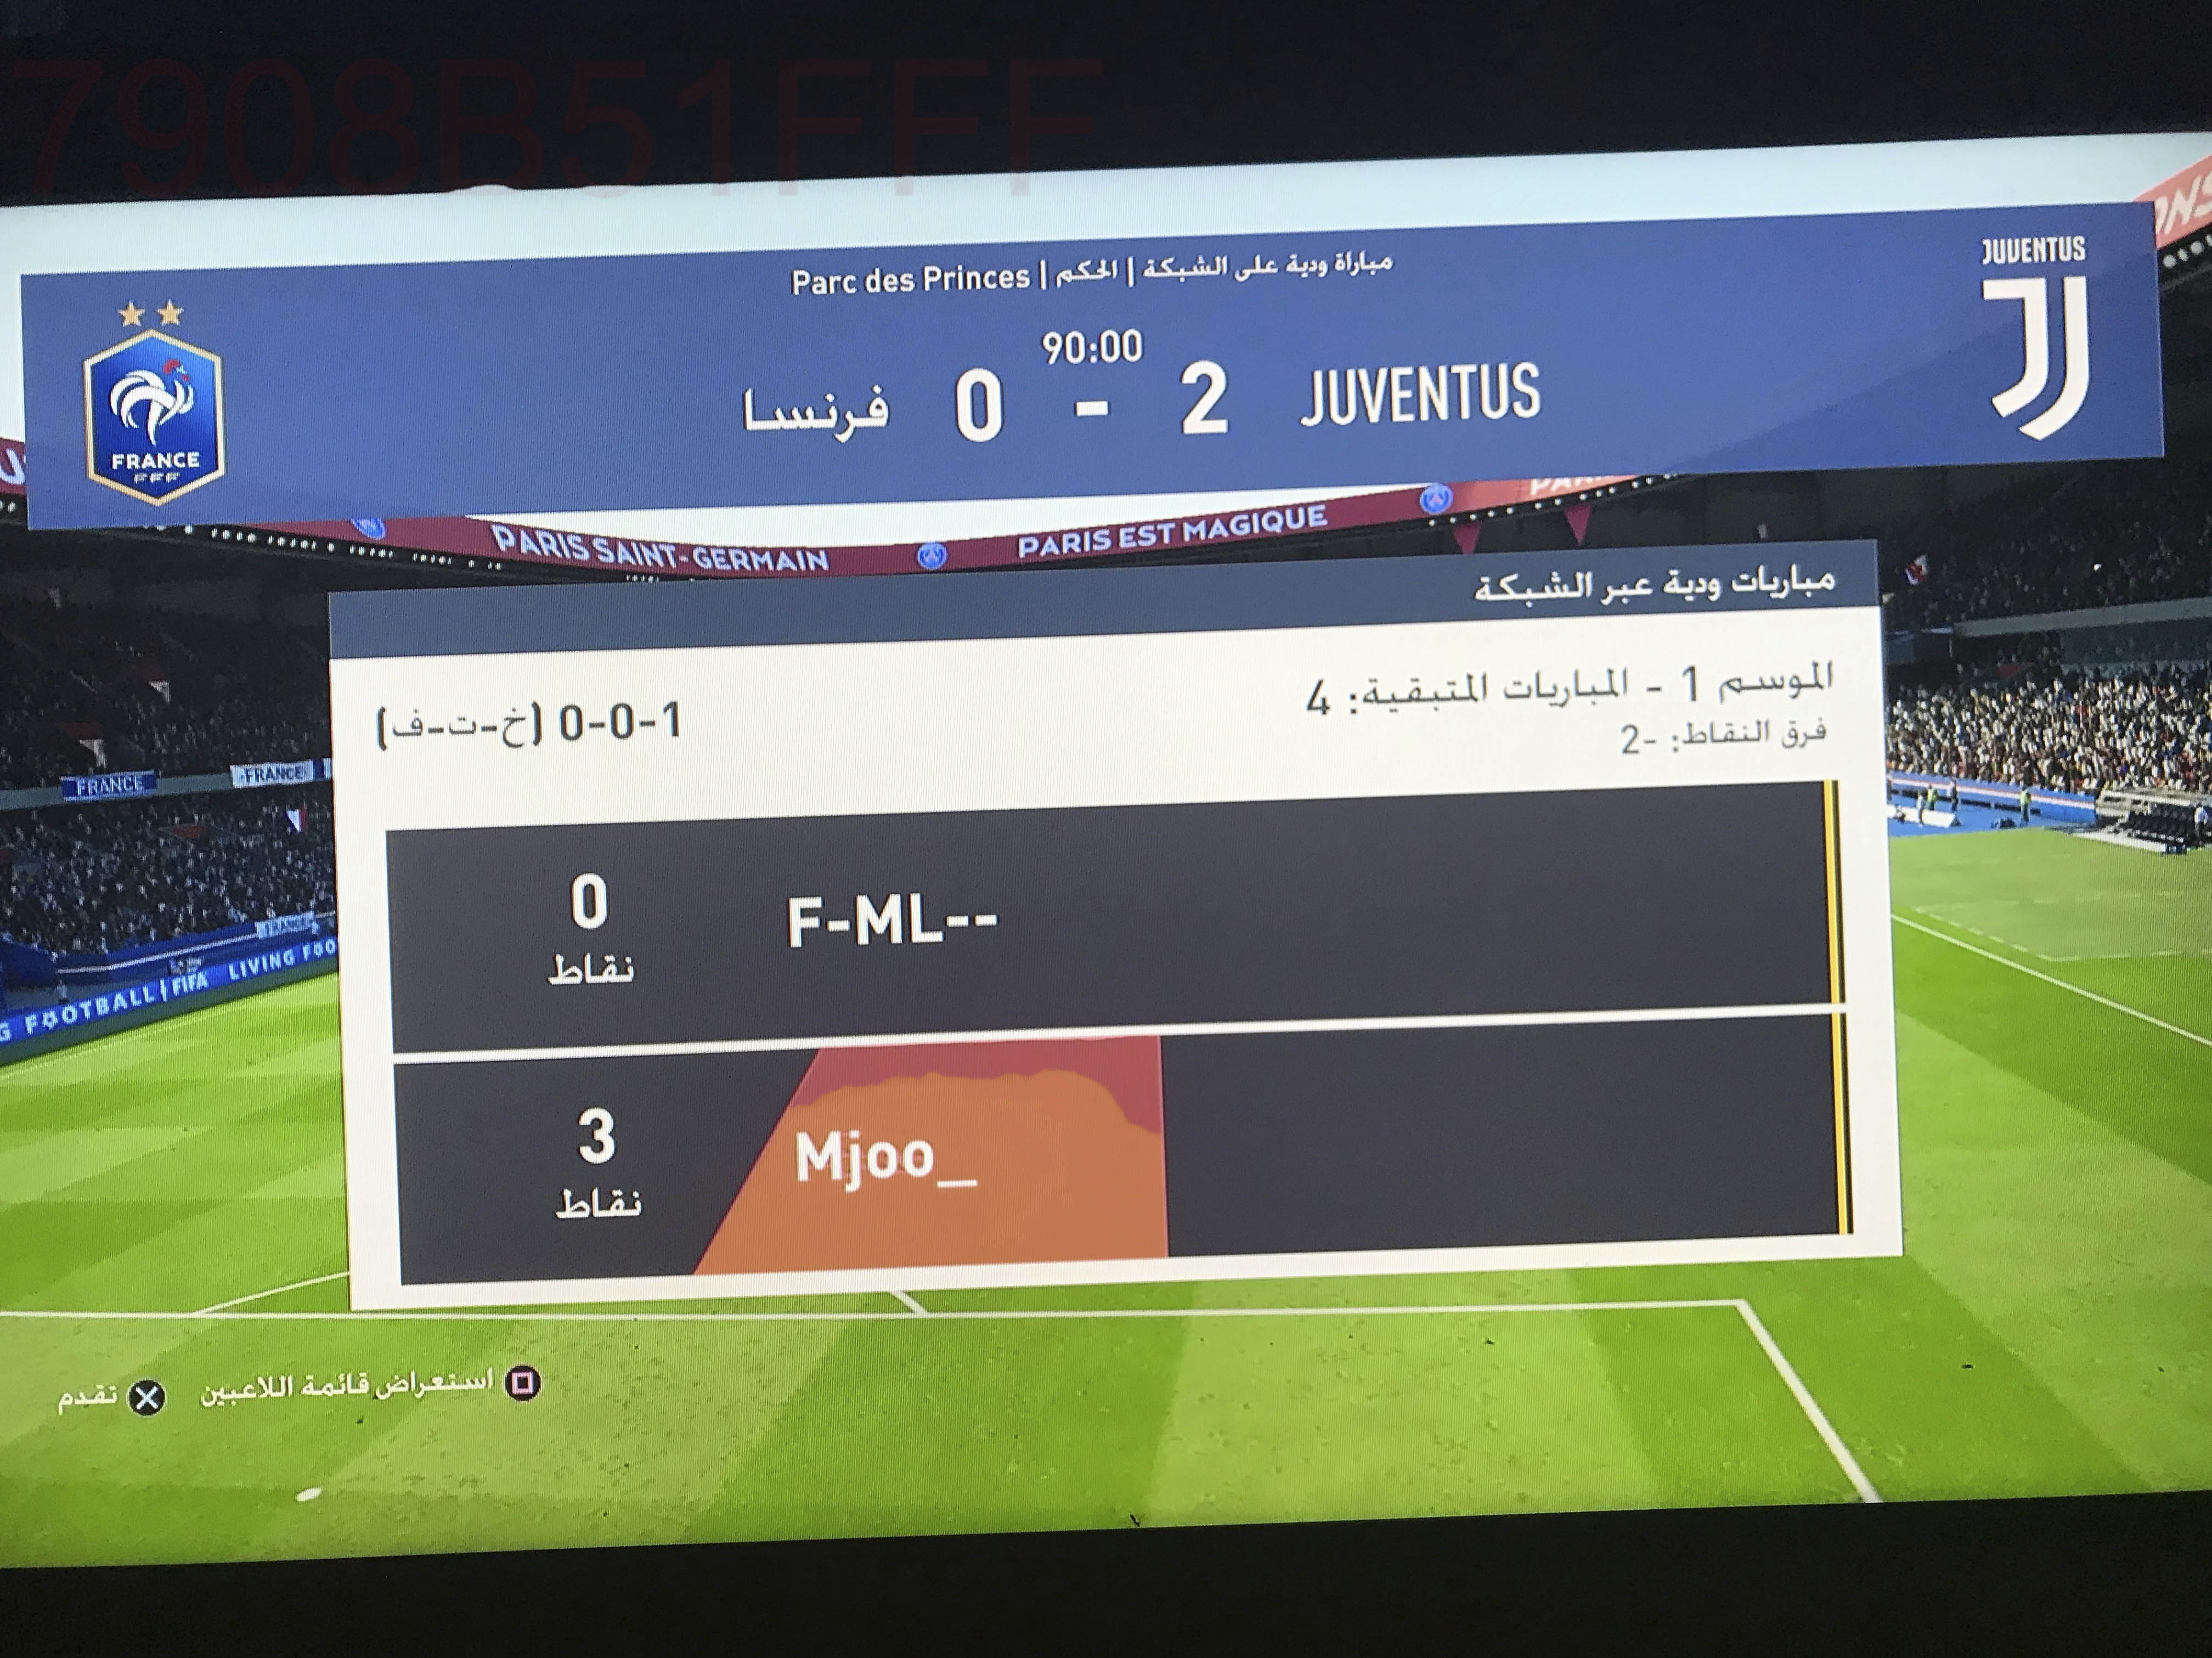 7908B51FFF
JUVENTUS
مباراة ودية على الشبكة | الحكم | Parc des Princes
90:00
فرنسا 0 - 2 JUVENTUS
FRANCE
FFF
PARIS SAINT-GERMAIN
PARIS EST MAGIQUE
مباريات ودية عبر الشبكة
الموسم 1 - المباريات المتبقية: 4
0-0-1 (خ-ت-ف)
فرق النقاط: -2
FRANCE
FRANCE
0
نقاط
F-ML--
FRANCE
FOOTBALL | FIFA LIVING FOO
3
نقاط
Mjoo_
استعراض قائمة اللاعبين
تقدم